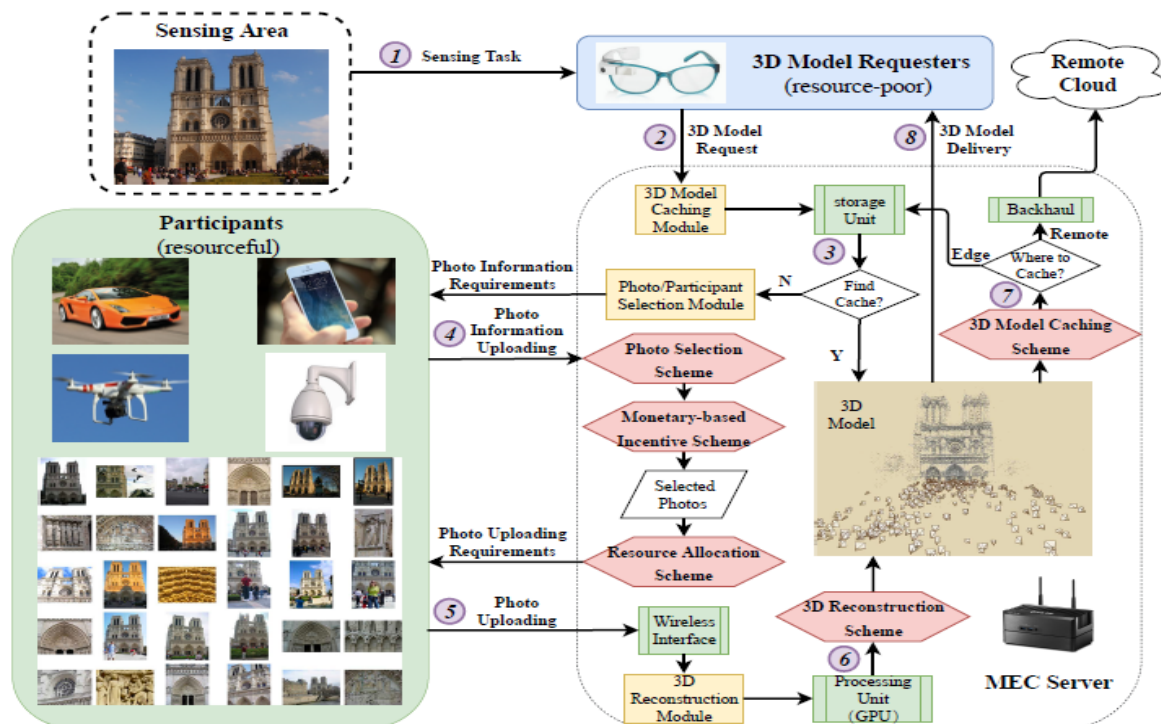 Sensing Area
1
Sensing Task
3D Model Requesters
(resource-poor)
Remote
Cloud
2
3D Model
Request
8
3D Model
Delivery
Participants
(resourceful)
3D Model
Caching
Module
storage
Unit
Backhaul
Remote
Edge
Where to
Cache?
7
3
Photo Information
Requirements
Photo/Participant
Selection Module
N
Find
Cache?
4
Photo
Information
Uploading
Photo Selection
Scheme
Y
3D Model Caching
Scheme
Monetary-based
Incentive Scheme
3D
Model
Selected
Photos
Photo Uploading
Requirements
Resource Allocation
Scheme
5
Photo
Uploading
Wireless
Interface
3D Reconstruction
Scheme
6
3D
Reconstruction
Module
Processing
Unit
(GPU)
MEC Server